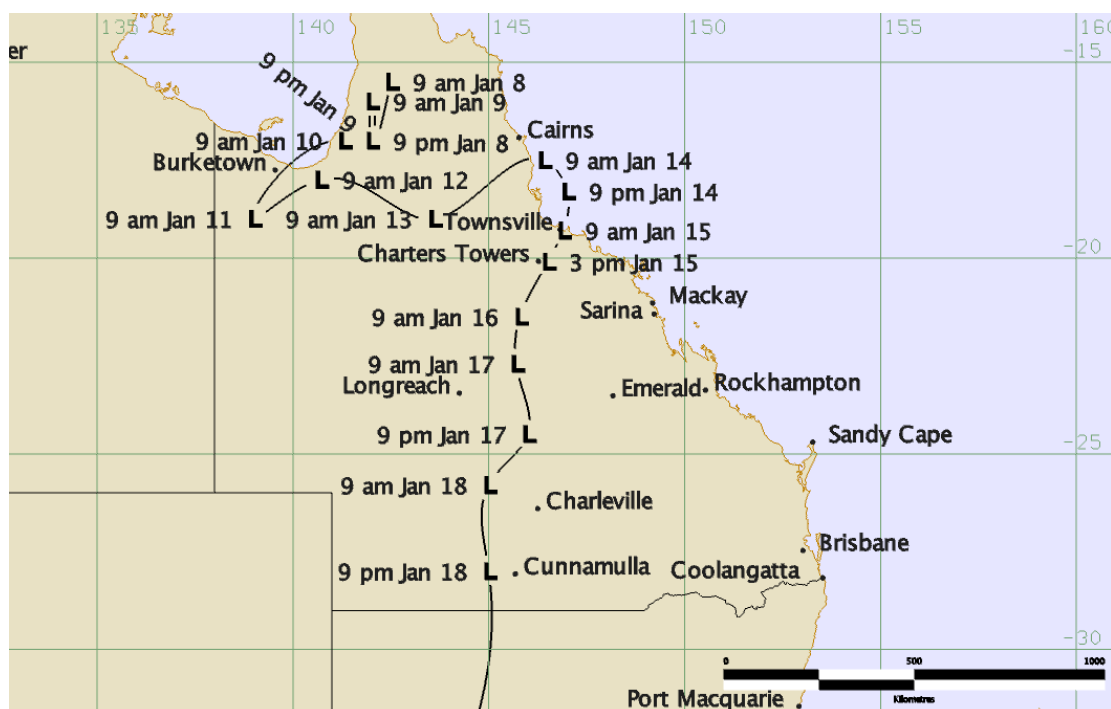 135
140
145
150
155
160
er
-15
9 pm Jan 9
L 9 am Jan 8
L 9 am Jan 9
9 am Jan 10 L
L 9 pm Jan 8
Cairns
Burketown
L 9 am Jan 14
L 9 am Jan 12
L 9 pm Jan 14
9 am Jan 11 L
9 am Jan 13 L
Townsville
L 9 am Jan 15
Charters Towers
L 3 pm Jan 15
-20
Mackay
Sarina
9 am Jan 16 L
9 am Jan 17 L
Longreach
Emerald
Rockhampton
9 pm Jan 17 L
Sandy Cape
-25
9 am Jan 18 L
Charleville
Brisbane
9 pm Jan 18 L
Cunnamulla
Coolangatta
-30
0
500
1000
Kilometres
Port Macquarie